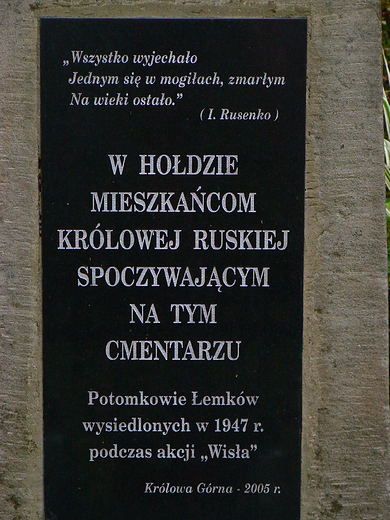 „Wszystko wyjechało
Jednym się w mogiłach, zmarłym
Na wieki ostało.”
( I. Rusenko )
W HOŁDZIE
MIESZKAŃCOM
KRÓLOWEJ RUSKIEJ
SPOCZYWAJĄCYM
NA TYM
CMENTARZU
Potomkowie Łemków
wysiedlonych w 1947 r.
podczas akcji „Wisła”
Królowa Górna - 2005 r.